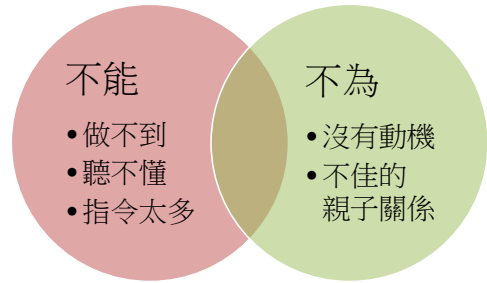 不能
•做不到
•聽不懂
•指令太多
不為
•沒有動機
•不佳的
親子關係